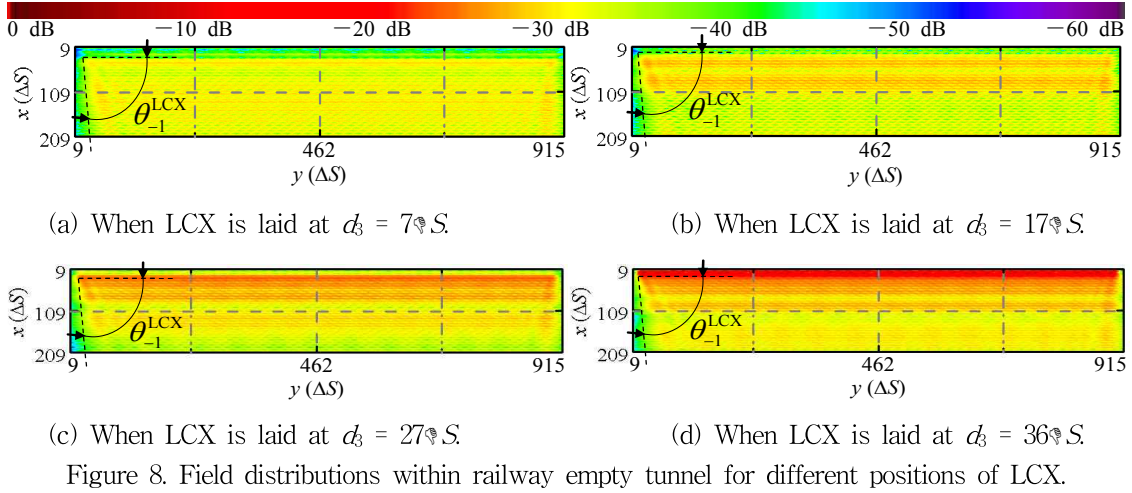 0 dB −10 dB −20 dB −30 dB −40 dB −50 dB −60 dB
9
x (ΔS)
109
θ−1LCX
209
9 462 915
y (ΔS)
(a) When LCX is laid at d3 = 7☟S.
9
x (ΔS)
109
θ−1LCX
209
9 462 915
y (ΔS)
(b) When LCX is laid at d3 = 17☟S.
9
x (ΔS)
109
θ−1LCX
209
9 462 915
y (ΔS)
(c) When LCX is laid at d3 = 27☟S.
9
x (ΔS)
109
θ−1LCX
209
9 462 915
y (ΔS)
(d) When LCX is laid at d3 = 36☟S.
Figure 8. Field distributions within railway empty tunnel for different positions of LCX.